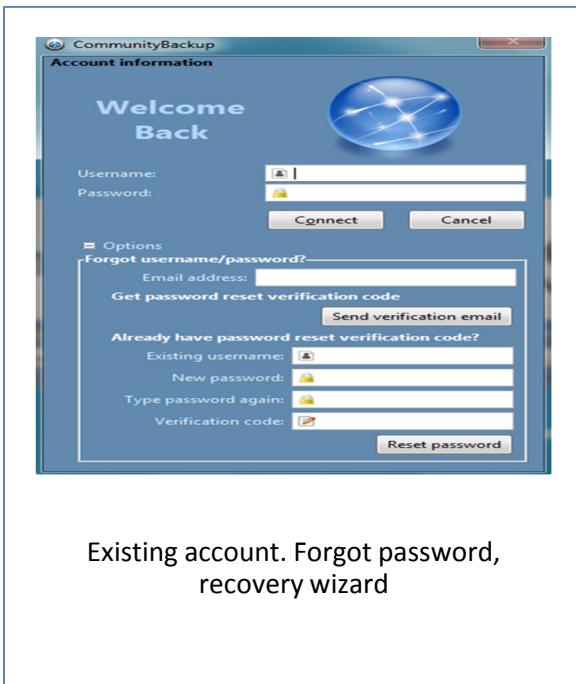 CommunityBackup
Account information
Welcome
Back
Username:
Password:
Connect
Cancel
Options
Forgot username/password?
Email address:
Get password reset verification code
Send verification email
Already have password reset verification code?
Existing username:
New password:
Type password again:
Verification code:
Reset password
Existing account. Forgot password,
recovery wizard